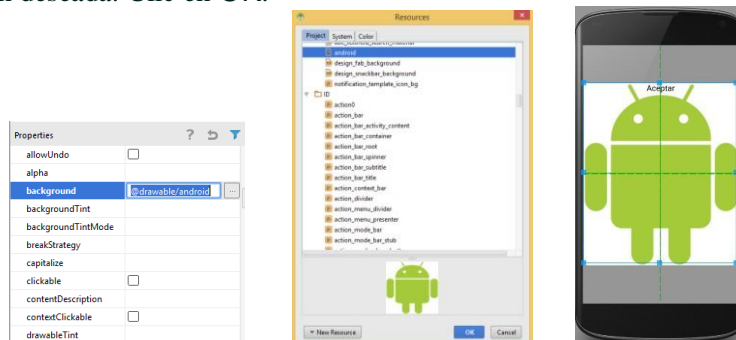 Properties
allowUndo
alpha
background @drawable/android ...
backgroundTint
backgroundTintMode
breakStrategy
capitalize
clickable
contentDescription
contextClickable
drawableTint
Resources
Project System Color
android
design_fab_background
design_snackbar_background
notification_template_icon_bg
ID
action0
action_bar
action_bar_activity_content
action_bar_container
action_bar_root
action_bar_spinner
action_bar_subtitle
action_bar_title
action_context_bar
action_divider
action_menu_divider
action_menu_presenter
action_mode_bar
action_mode_bar_stub
New Resource OK Cancel
Aceptar